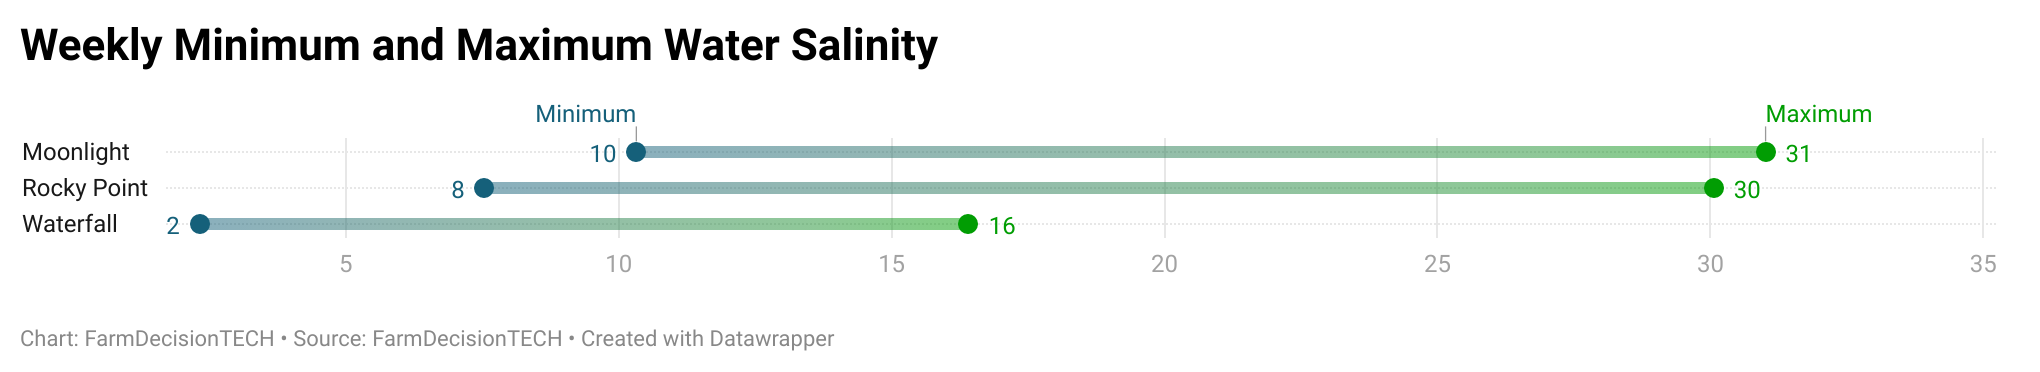 Weekly Minimum and Maximum Water Salinity
Minimum Maximum
Moonlight 10 31
Rocky Point 8 30
Waterfall 2 16
5 10 15 20 25 30 35
Chart: FarmDecisionTECH • Source: FarmDecisionTECH • Created with Datawrapper